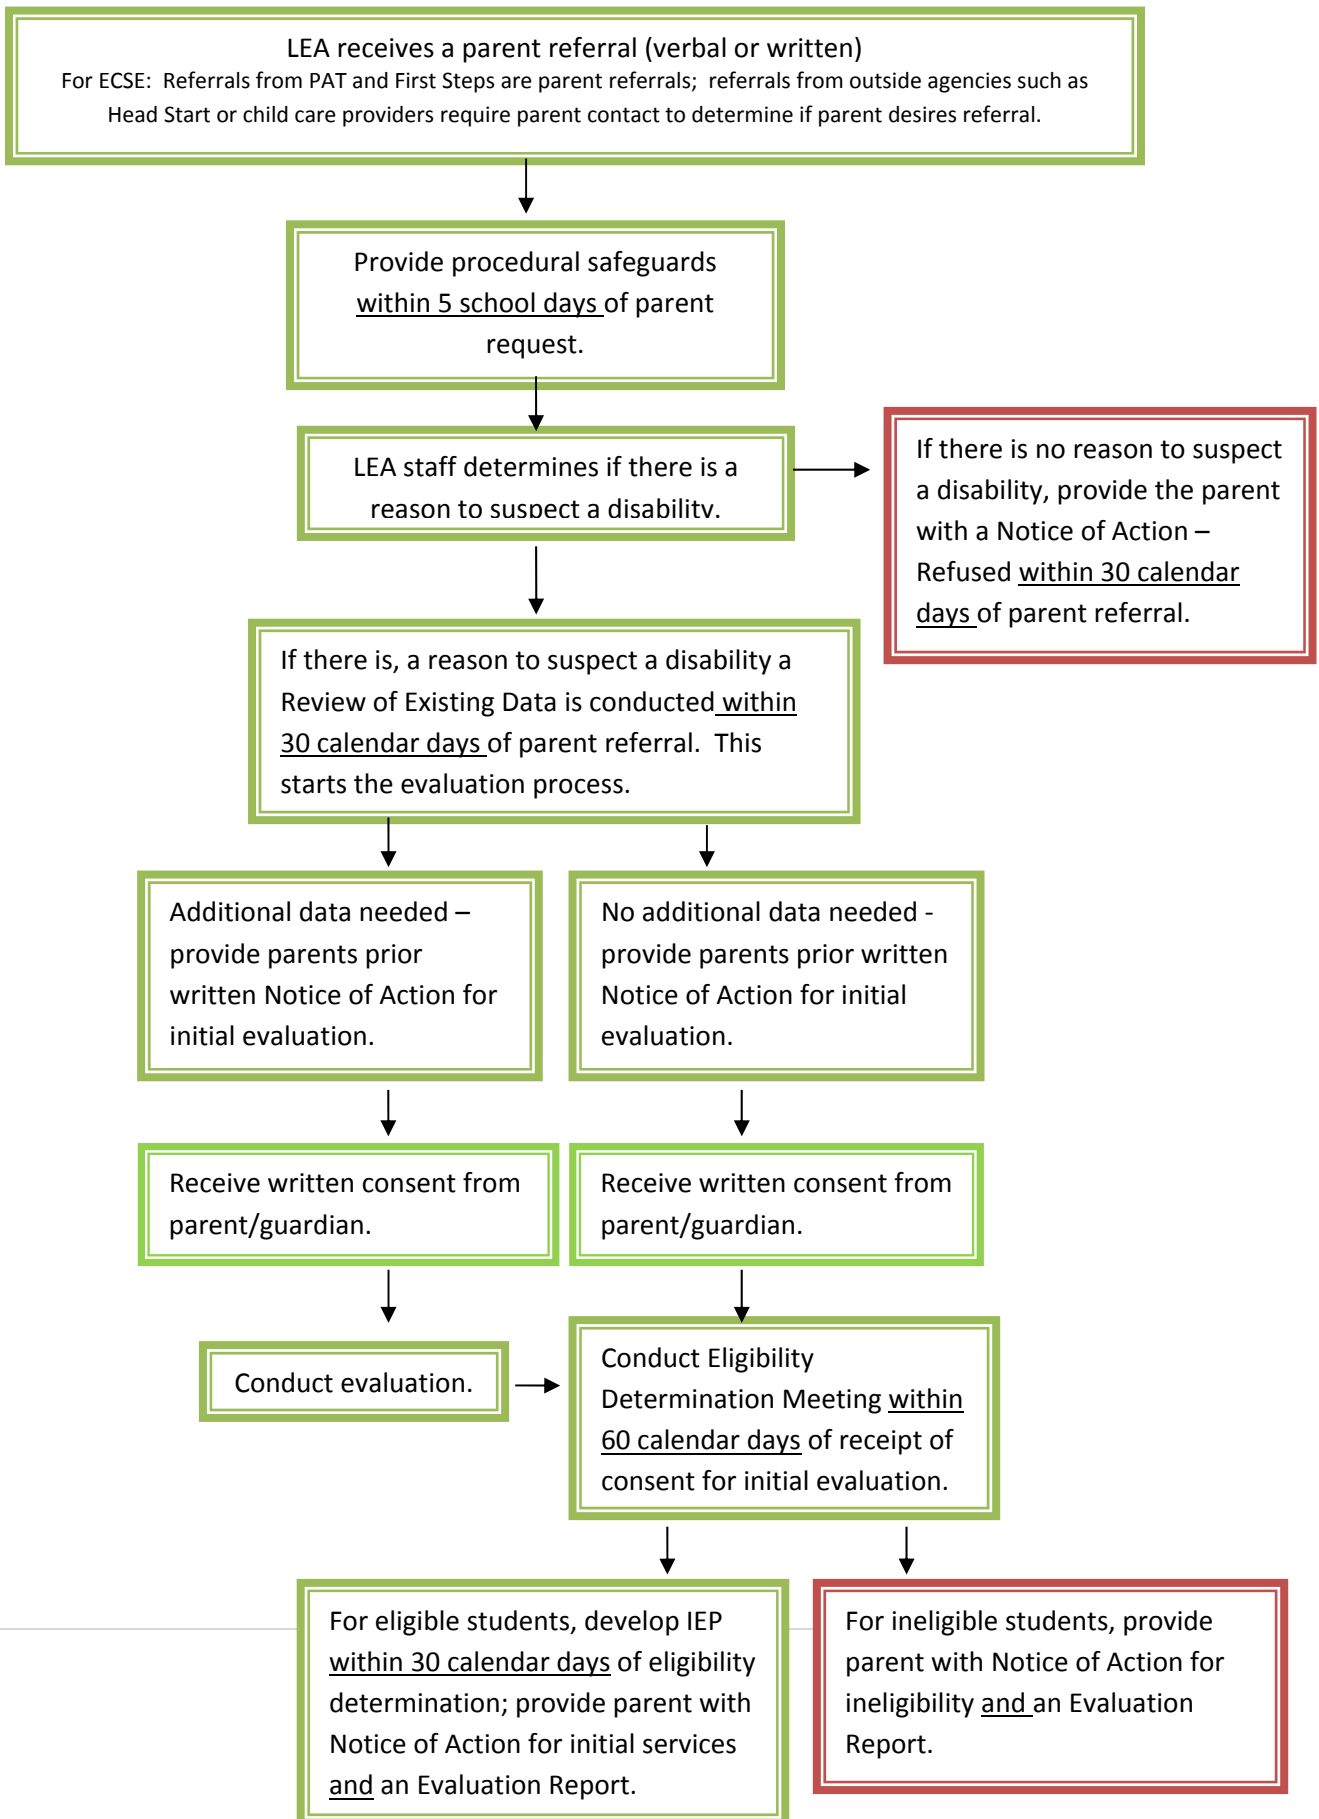 LEA receives a parent referral (verbal or written)
For ECSE: Referrals from PAT and First Steps are parent referrals; referrals from outside agencies such as
Head Start or child care providers require parent contact to determine if parent desires referral.
Provide procedural safeguards
within 5 school days of parent
request.
LEA staff determines if there is a
reason to suspect a disability.
If there is no reason to suspect
a disability, provide the parent
with a Notice of Action –
Refused within 30 calendar
days of parent referral.
If there is, a reason to suspect a disability a
Review of Existing Data is conducted within
30 calendar days of parent referral. This
starts the evaluation process.
Additional data needed –
provide parents prior
written Notice of Action for
initial evaluation.
No additional data needed -
provide parents prior written
Notice of Action for initial
evaluation.
Receive written consent from
parent/guardian.
Receive written consent from
parent/guardian.
Conduct evaluation.
Conduct Eligibility
Determination Meeting within
60 calendar days of receipt of
consent for initial evaluation.
For eligible students, develop IEP
within 30 calendar days of eligibility
determination; provide parent with
Notice of Action for initial services
and an Evaluation Report.
For ineligible students, provide
parent with Notice of Action for
ineligibility and an Evaluation
Report.